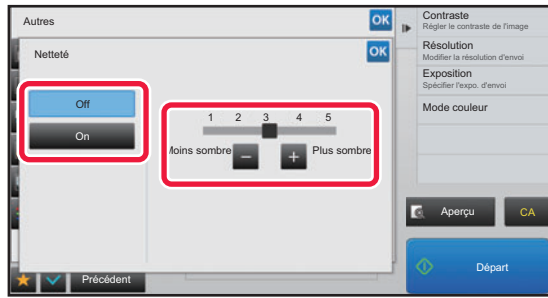 Autres
OK
Netteté
OK
Off
On
1 2 3 4 5
Moins sombre
Plus sombre
Précédent
Contraste
Régler le contraste de l'image
Résolution
Modifier la résolution d'envoi
Exposition
Spécifier l'expo. d'envoi
Mode couleur
Aperçu
CA
Départ